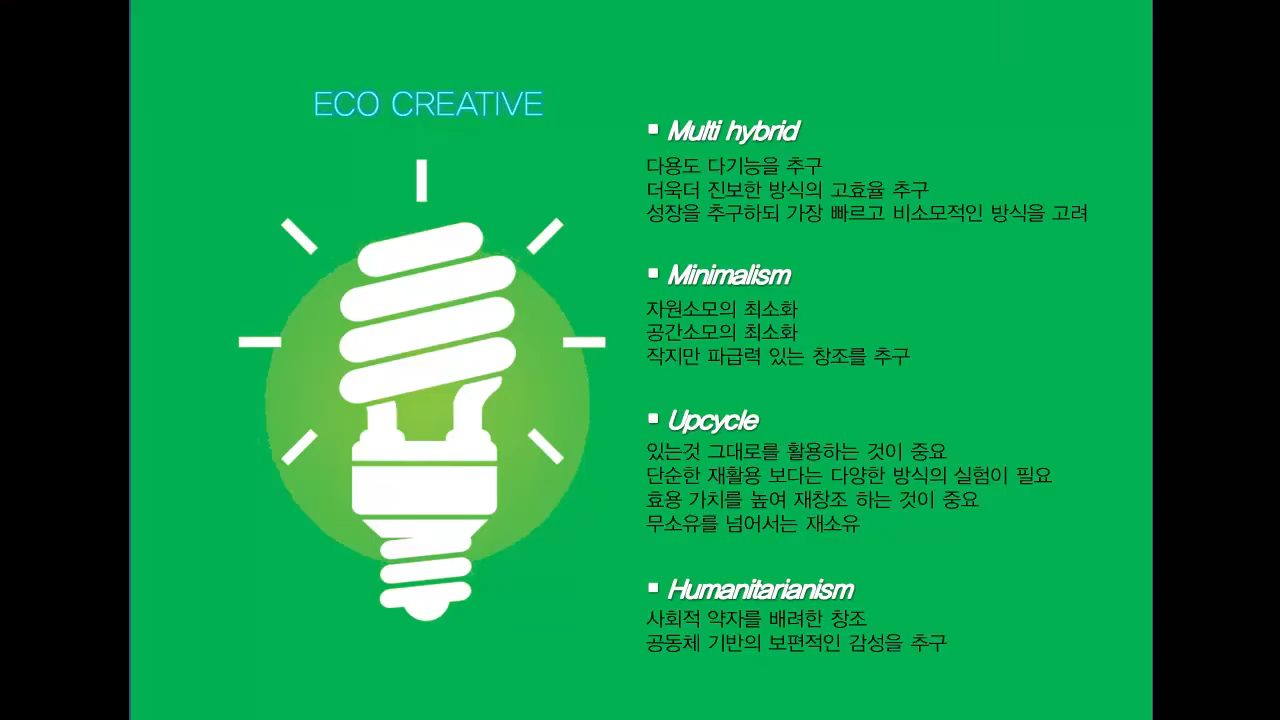 ECO CREATIVE
▪ Multi hybrid
다용도 다기능을 추구
더욱더 진보한 방식의 고효율 추구
성장을 추구하되 가장 빠르고 비소모적인 방식을 고려
▪ Minimalism
자원소모의 최소화
공간소모의 최소화
작지만 파급력 있는 창조를 추구
▪ Upcycle
있는것 그대로를 활용하는 것이 중요
단순한 재활용 보다는 다양한 방식의 실험이 필요
효용 가치를 높여 재창조 하는 것이 중요
무소유를 넘어서는 재소유
▪ Humanitarianism
사회적 약자를 배려한 창조
공동체 기반의 보편적인 감성을 추구